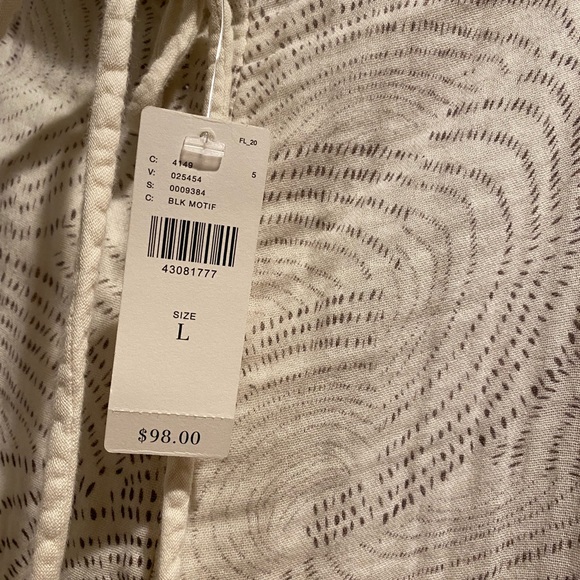 FL_20
C: 4149 5
V: 025454
S: 0009384
C: BLK MOTIF
43081777
SIZE
L
$98.00